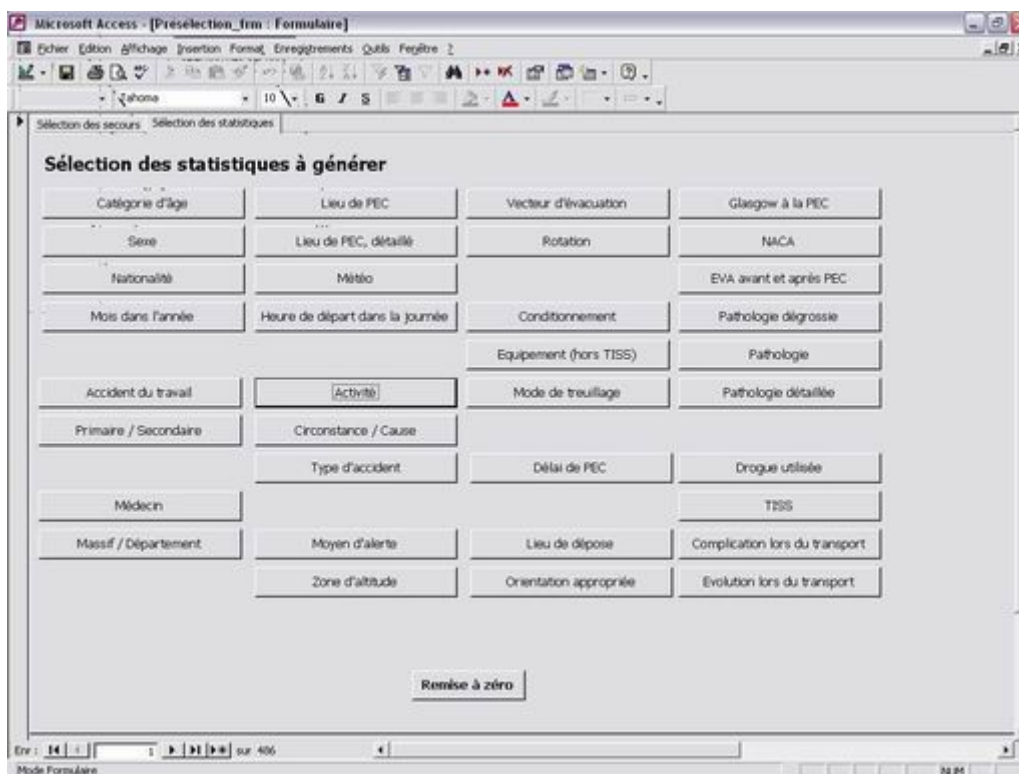 Microsoft Access - [Preselection_frm : Formulaire]
Fichier Edition Affichage Insertion Format Enregistrements Outils Fenêtre ?
Tahoma 10 G I S
Sélection des secours Sélection des statistiques
Sélection des statistiques à générer
Catégorie d'âge Lieu de PEC Vecteur d'évacuation Glasgow à la PEC
Sexe Lieu de PEC, détaillé Rotation NACA
Nationalité Météo EVA avant et après PEC
Mois dans l'année Heure de départ dans la journée Conditionnement Pathologie dégrossie
Equipement (hors TISS) Pathologie
Accident du travail Activité Mode de treuillage Pathologie détaillée
Primaire / Secondaire Circonstance / Cause
Type d'accident Délai de PEC Drogue utilisée
Médecin TISS
Massif / Département Moyen d'alerte Lieu de dépose Complication lors du transport
Zone d'altitude Orientation appropriée Evolution lors du transport
Remise à zéro
Enr : 1 sur 486
Mode Formulaire NUM